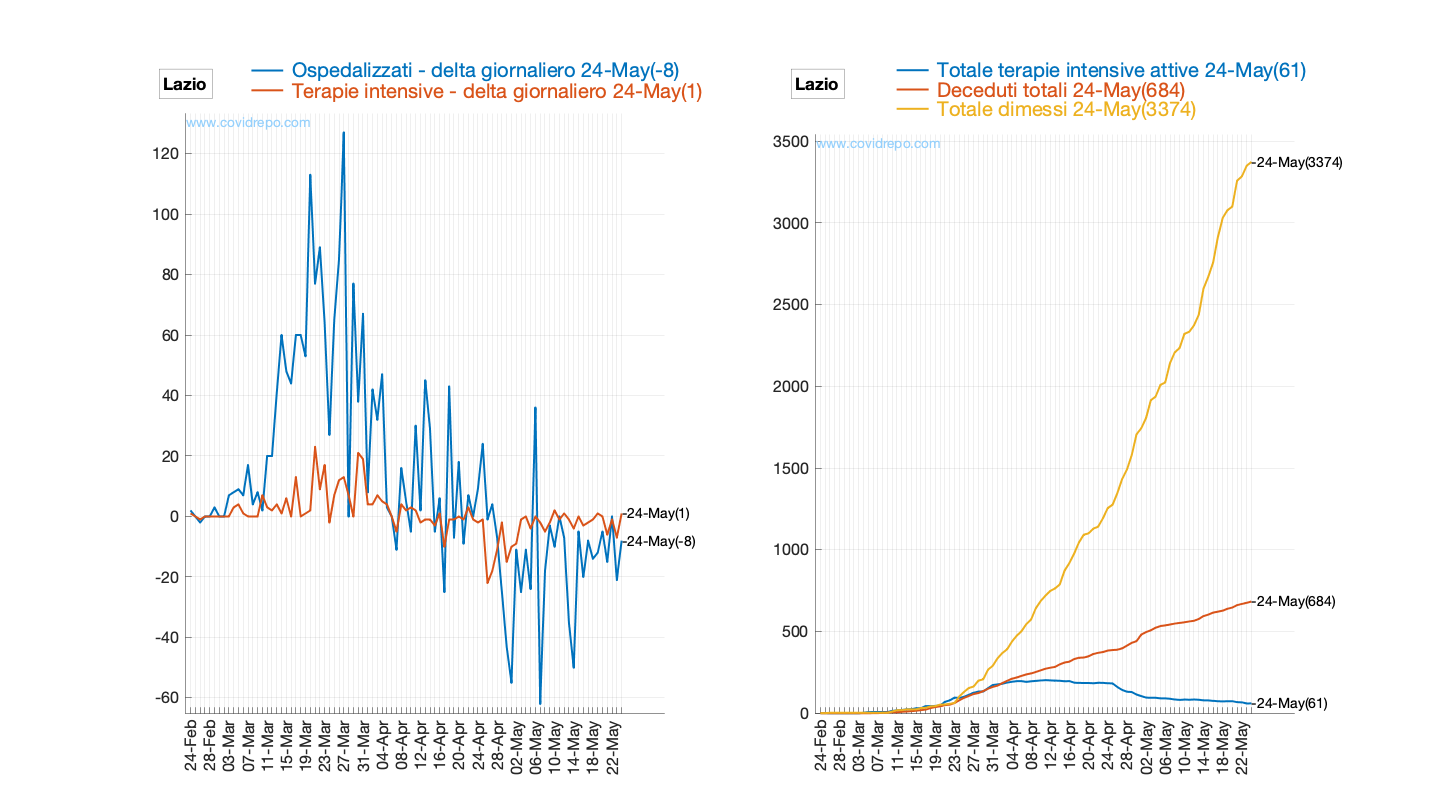 Lazio
Ospedalizzati - delta giornaliero 24-May(-8)
Terapie intensive - delta giornaliero 24-May(1)
www.covidrepo.com
120
100
80
60
40
20
0
-20
-40
-60
24-May(1)
24-May(-8)
24-Feb
28-Feb
03-Mar
07-Mar
11-Mar
15-Mar
19-Mar
23-Mar
27-Mar
31-Mar
04-Apr
08-Apr
12-Apr
16-Apr
20-Apr
24-Apr
28-Apr
02-May
06-May
10-May
14-May
18-May
22-May
Lazio
Totale terapie intensive attive 24-May(61)
Deceduti totali 24-May(684)
Totale dimessi 24-May(3374)
www.covidrepo.com
3500
3000
2500
2000
1500
1000
500
0
24-May(3374)
24-May(684)
24-May(61)
24-Feb
28-Feb
03-Mar
07-Mar
11-Mar
15-Mar
19-Mar
23-Mar
27-Mar
31-Mar
04-Apr
08-Apr
12-Apr
16-Apr
20-Apr
24-Apr
28-Apr
02-May
06-May
10-May
14-May
18-May
22-May